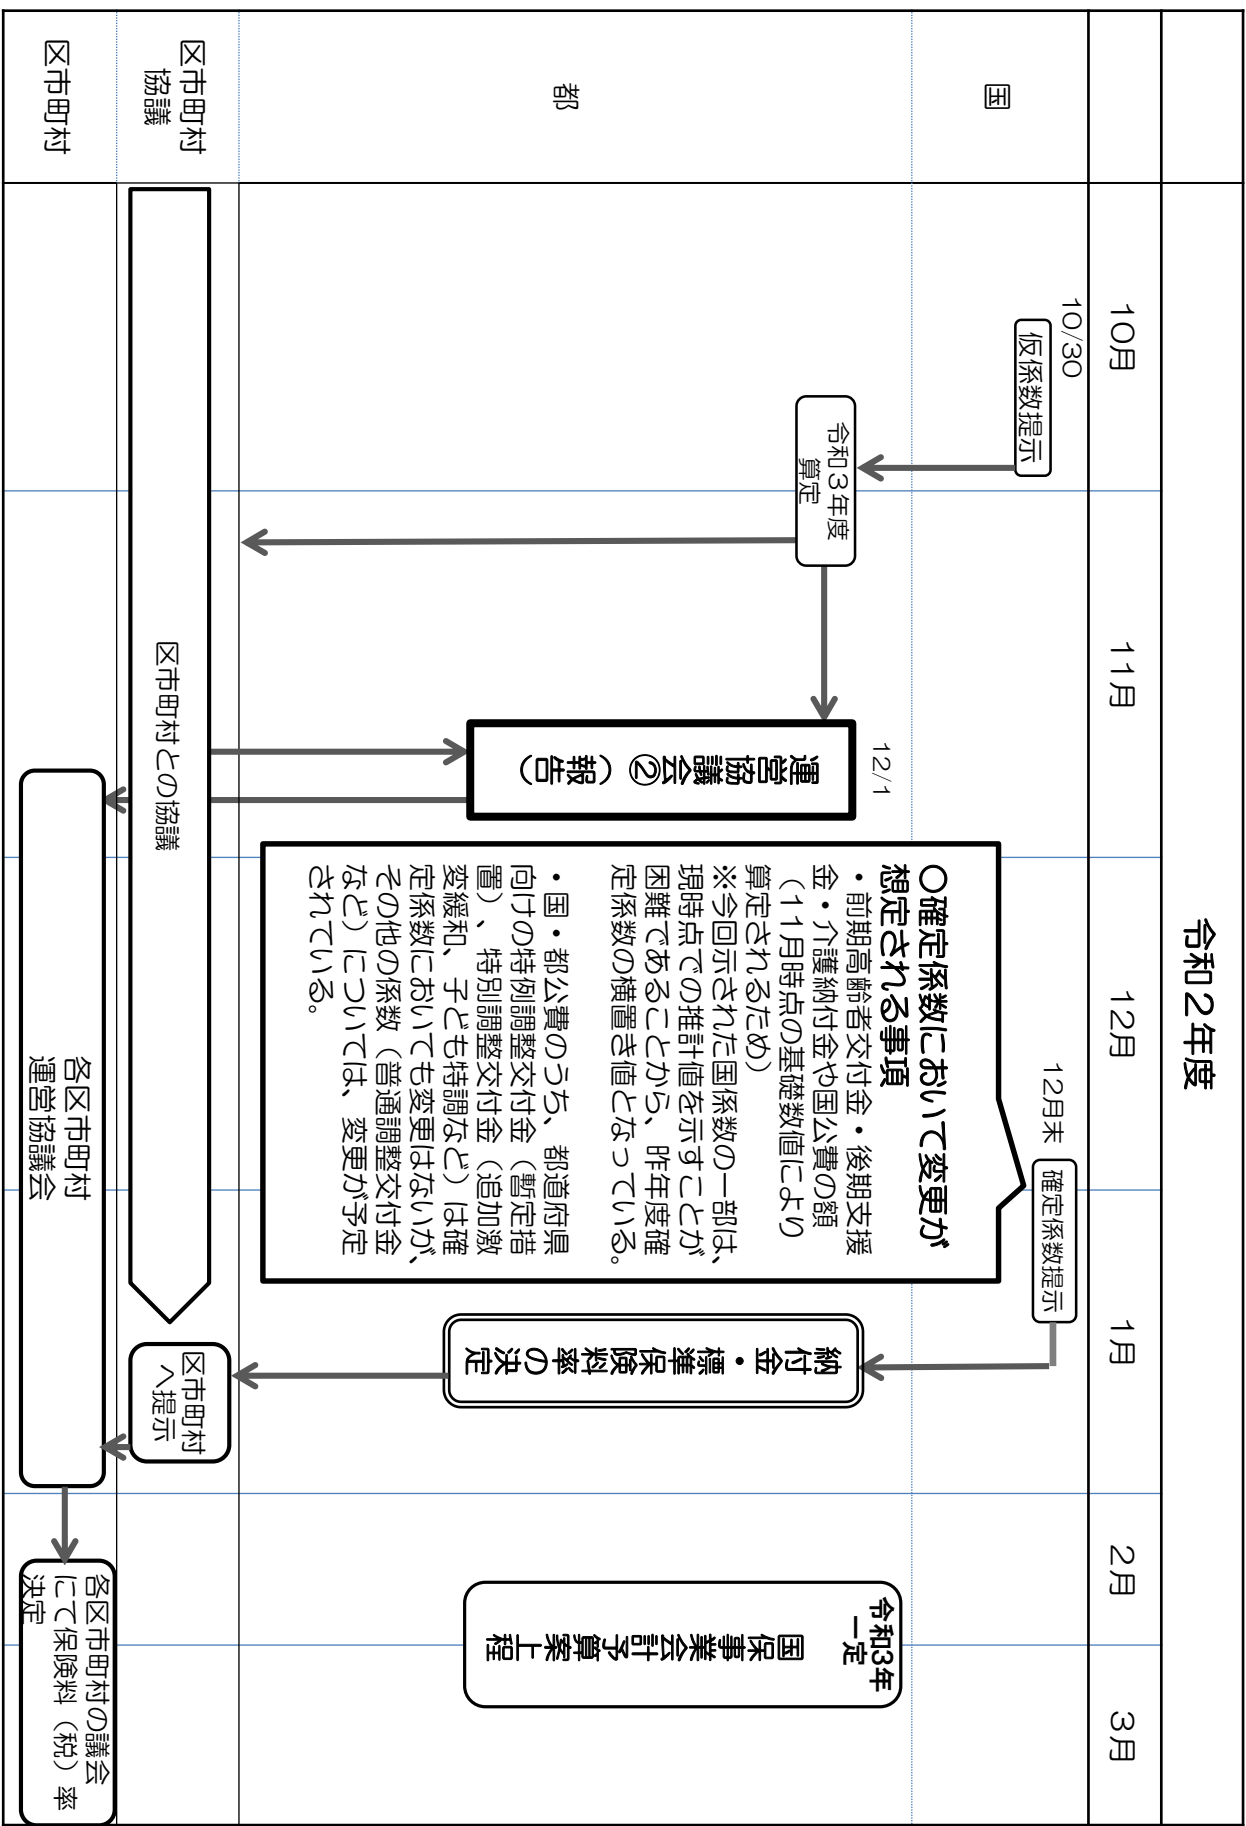 令和２年度
１０月
１１月
１２月
１月
２月
３月
国
１０/３０
仮係数提示
１２月末
確定係数提示
都
令和３年度
算定
１２/１
運営協議会②（報告）
〇確定係数において変更が
想定される事項
・前期高齢者交付金・後期支援
金・介護納付金や国公費の額
（１１月時点の基礎数値により
算定されるため）
※今回示された国係数の一部は、
現時点での推計値を示すことが
困難であることから、昨年度確
定係数の横置き値となっている。
・国・都公費のうち、都道府県
向けの特例調整交付金（暫定措
置）、特別調整交付金（追加激
変緩和、子ども特調など）は確
定係数においても変更はないが、
その他の係数（普通調整交付金
など）については、変更が予定
されている。
納付金・標準保険料率の決定
令和3年
一定
国保事業会計予算案上程
区市町村
協議
区市町村との協議
区市町村
へ提示
区市町村
各区市町村
運営協議会
各区市町村の議会
にて保険料（税）率
決定